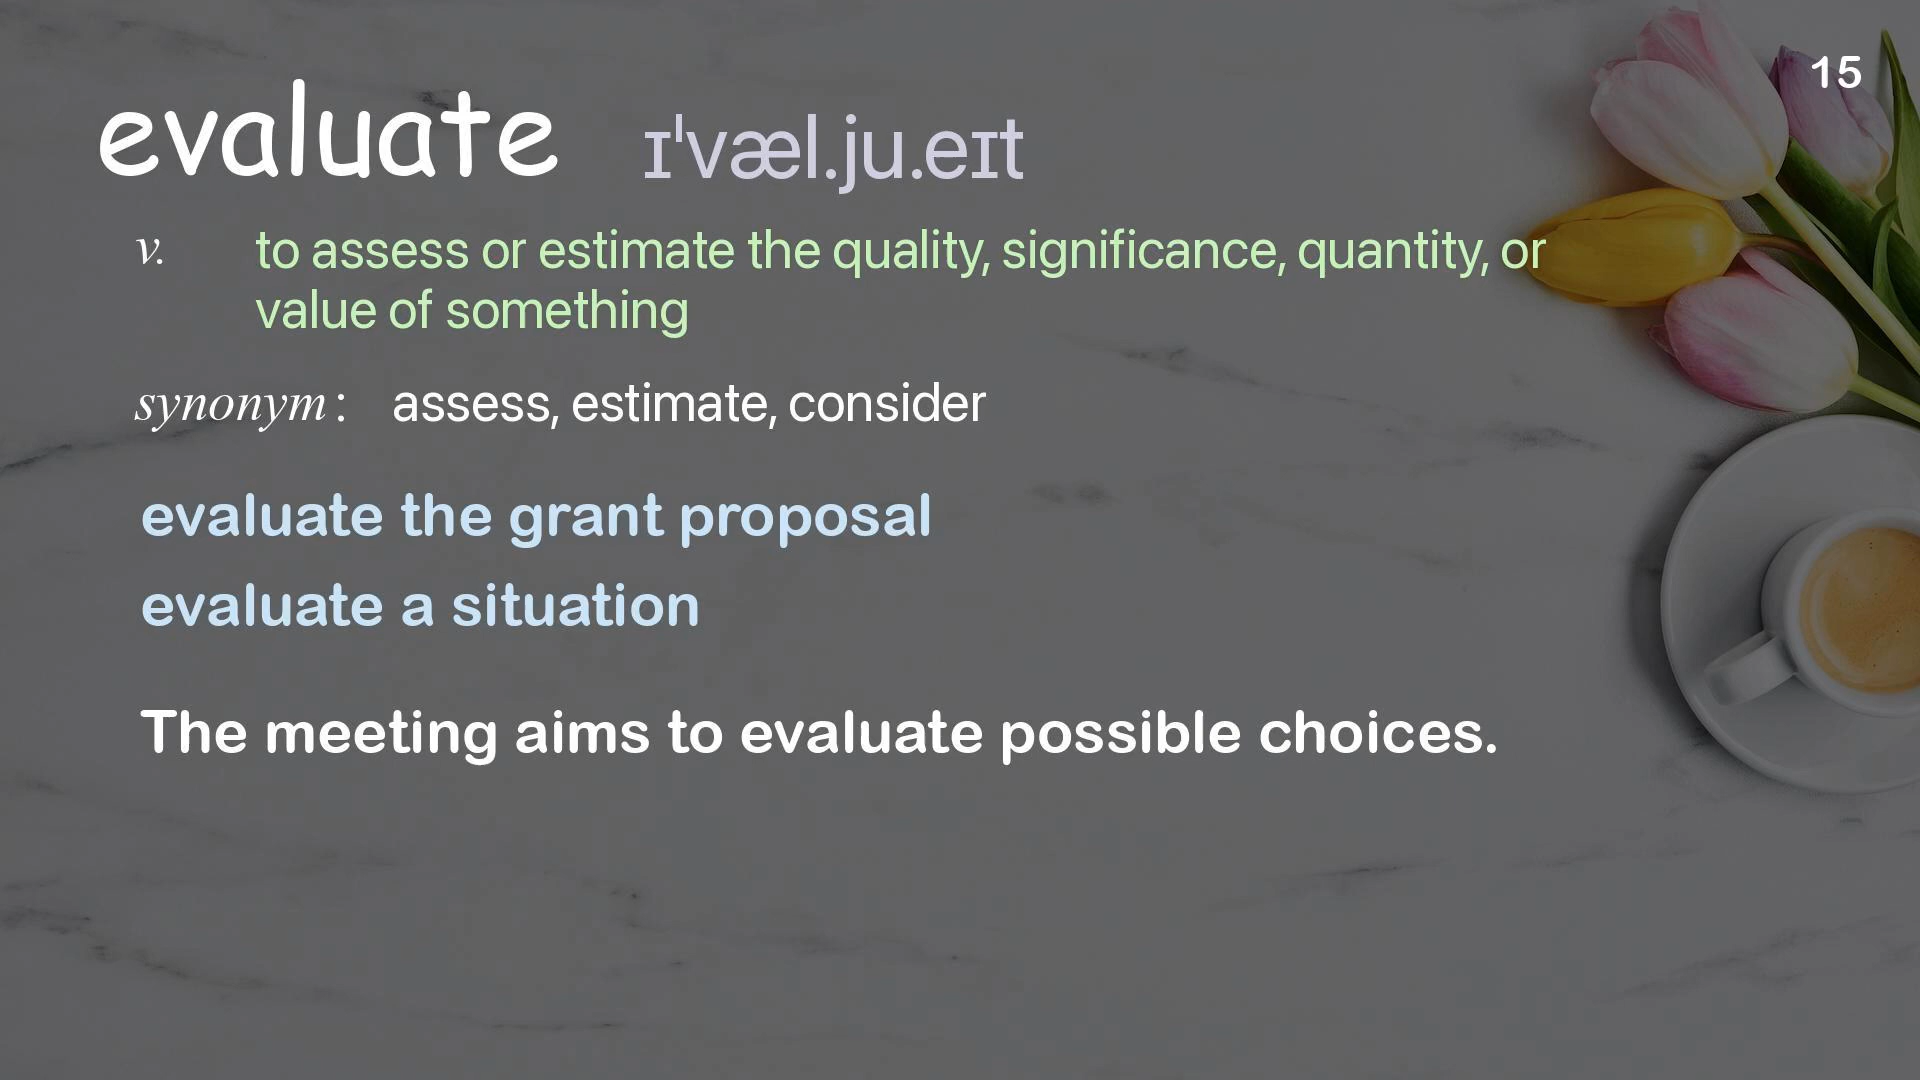 15
evaluate ɪˈvæl.ju.eɪt
v. to assess or estimate the quality, significance, quantity, or
value of something
synonym: assess, estimate, consider
evaluate the grant proposal
evaluate a situation
The meeting aims to evaluate possible choices.